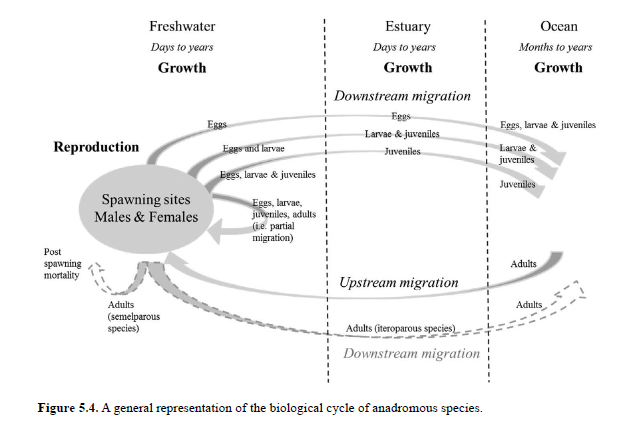 Freshwater
Estuary
Ocean
Days to years
Days to years
Months to years
Growth
Growth
Growth
Downstream migration
Eggs
Eggs
Eggs, larvae & juveniles
Larvae & juveniles
Reproduction
Eggs and larvae
Juveniles
Larvae &
juveniles
Eggs, larvae & juveniles
Juveniles
Spawning sites
Males & Females
Eggs, larvae,
juveniles, adults
(i.e. partial
migration)
Post
spawning
mortality
Adults
Upstream migration
Adults
(semelparous
species)
Adults
Adults (iteroparous species)
Downstream migration
Figure 5.4. A general representation of the biological cycle of anadromous species.